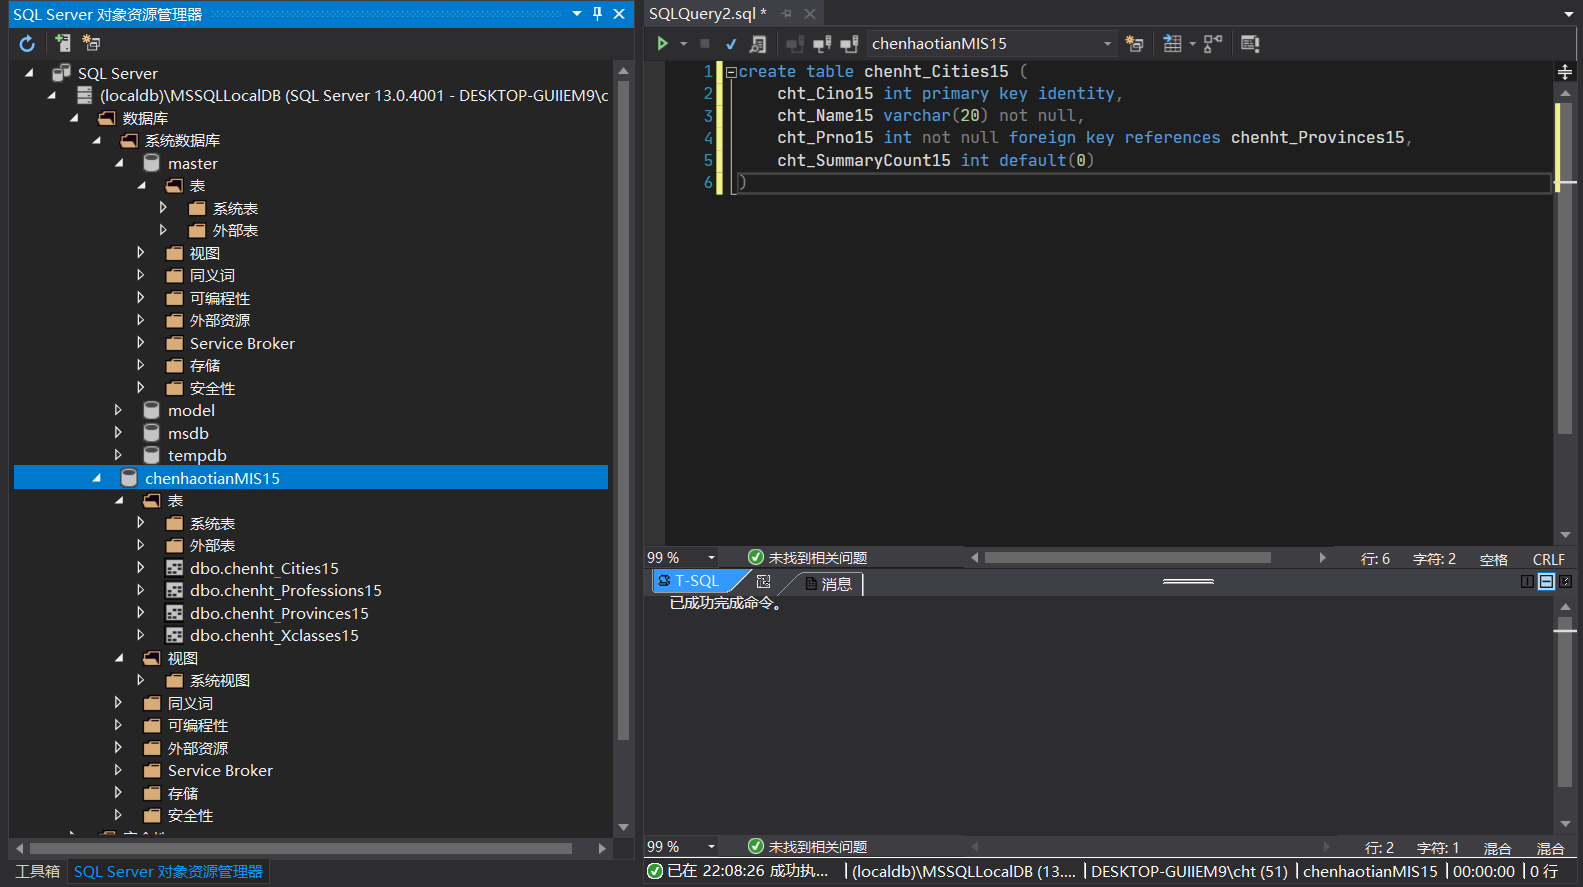 SQL Server 对象资源管理器
SQL Server
(localdb)\MSSQLLocalDB (SQL Server 13.0.4001 - DESKTOP-GUIIEM9\c
数据库
系统数据库
master
表
系统表
外部表
视图
同义词
可编程性
外部资源
Service Broker
存储
安全性
model
msdb
tempdb
chenhaotianMIS15
表
系统表
外部表
dbo.chenht_Cities15
dbo.chenht_Professions15
dbo.chenht_Provinces15
dbo.chenht_Xclasses15
视图
系统视图
同义词
可编程性
外部资源
Service Broker
存储
安全性
工具箱 SQL Server 对象资源管理器
SQLQuery2.sql *
chenhaotianMIS15
1 create table chenht_Cities15 (
2 cht_Cino15 int primary key identity,
3 cht_Name15 varchar(20) not null,
4 cht_Prno15 int not null foreign key references chenht_Provinces15,
5 cht_SummaryCount15 int default(0)
6 )
99 % 未找到相关问题 行: 6 字符: 2 空格 CRLF
T-SQL 消息
已成功完成命令。
99 % 未找到相关问题 行: 2 字符: 1 混合 混合
已在 22:08:26 成功执... (localdb)\MSSQLLocalDB (13.... DESKTOP-GUIIEM9\cht (51) chenhaotianMIS15 00:00:00 0 行